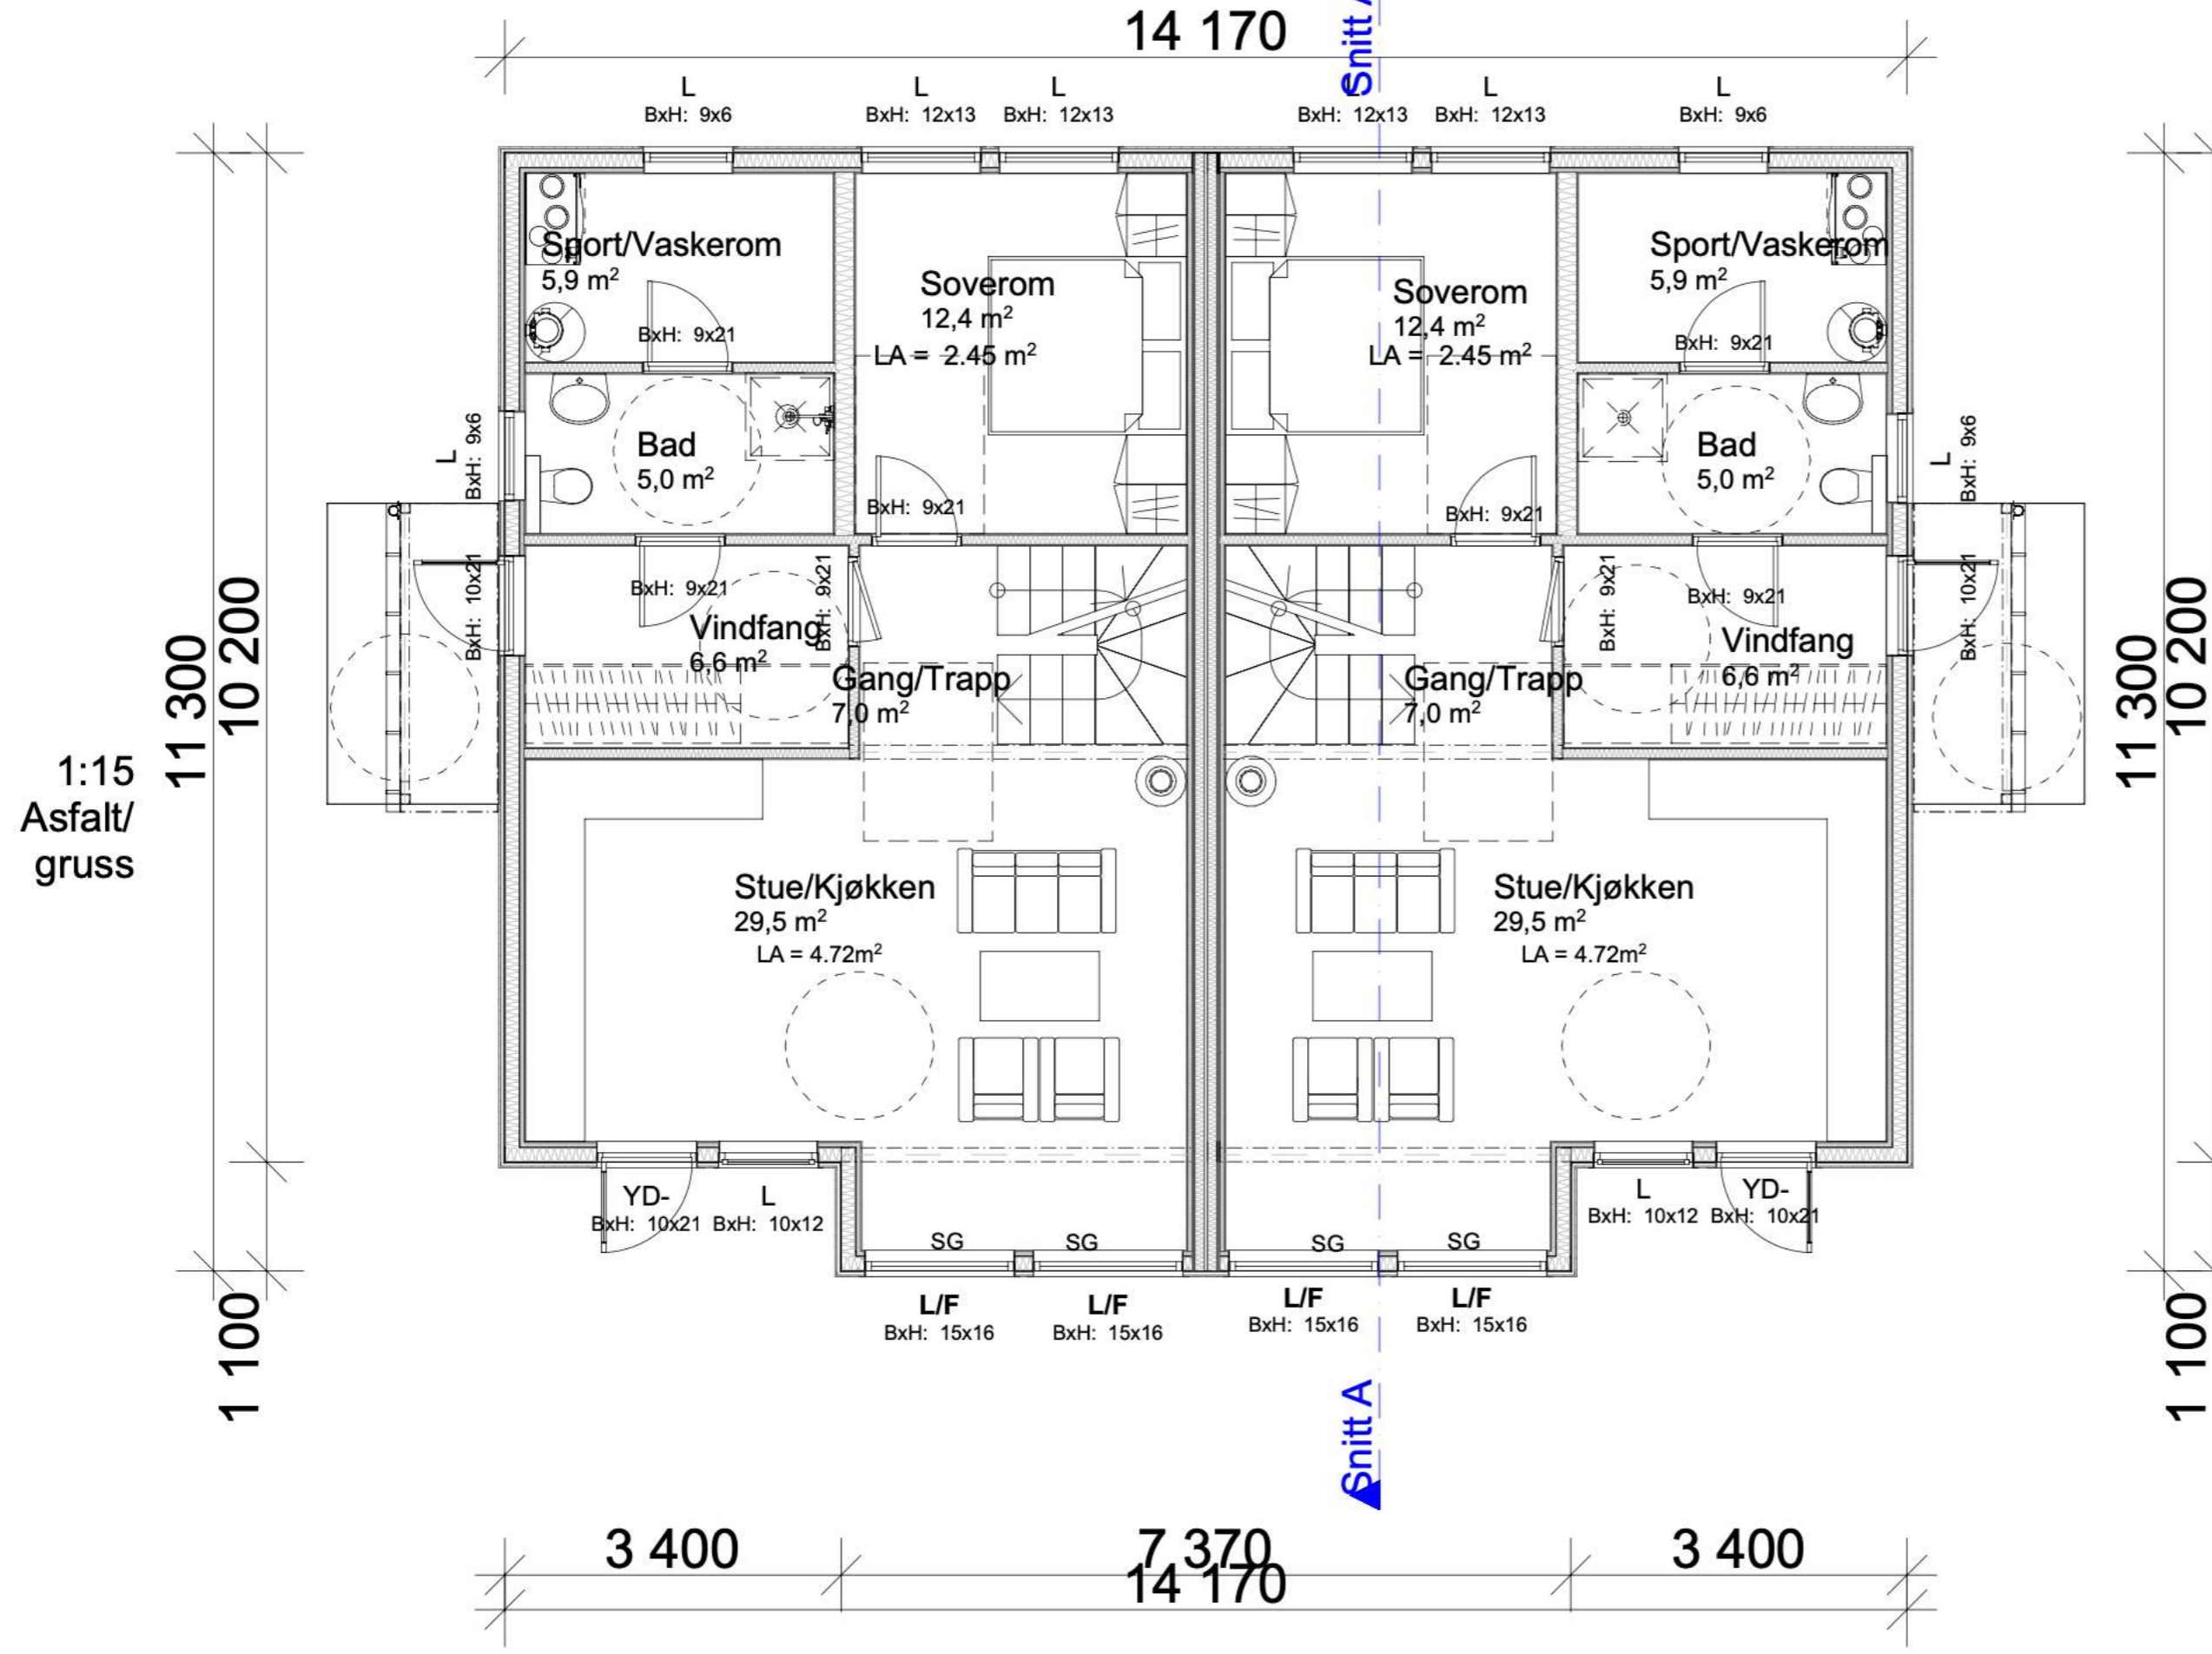 14 170
Snitt A
L
BxH: 9x6
L
BxH: 12x13
L
BxH: 12x13
L
BxH: 12x13
L
BxH: 12x13
L
BxH: 9x6
Sport/Vaskerom
5,9 m²
BxH: 9x21
Soverom
12,4 m²
LA = 2.45 m²
Soverom
12,4 m²
LA = 2.45 m²
Sport/Vaskerom
5,9 m²
BxH: 9x21
L
BxH: 9x6
Bad
5,0 m²
BxH: 9x21
BxH: 9x21
Bad
5,0 m²
L
BxH: 9x6
BxH: 10x21
BxH: 9x21
BxH: 9x21
Vindfang
6,6 m²
Gang/Trapp
7,0 m²
Gang/Trapp
7,0 m²
BxH: 9x21
BxH: 9x21
Vindfang
6,6 m²
BxH: 10x21
11 300
10 200
11 300
10 200
1:15
Asfalt/
gruss
Stue/Kjøkken
29,5 m²
LA = 4.72m²
Stue/Kjøkken
29,5 m²
LA = 4.72m²
YD-
BxH: 10x21
L
BxH: 10x12
L
BxH: 10x12
YD-
BxH: 10x21
SG
SG
SG
SG
L/F
BxH: 15x16
L/F
BxH: 15x16
L/F
BxH: 15x16
L/F
BxH: 15x16
1 100
1 100
Snitt A
3 400
7 370
3 400
14 170